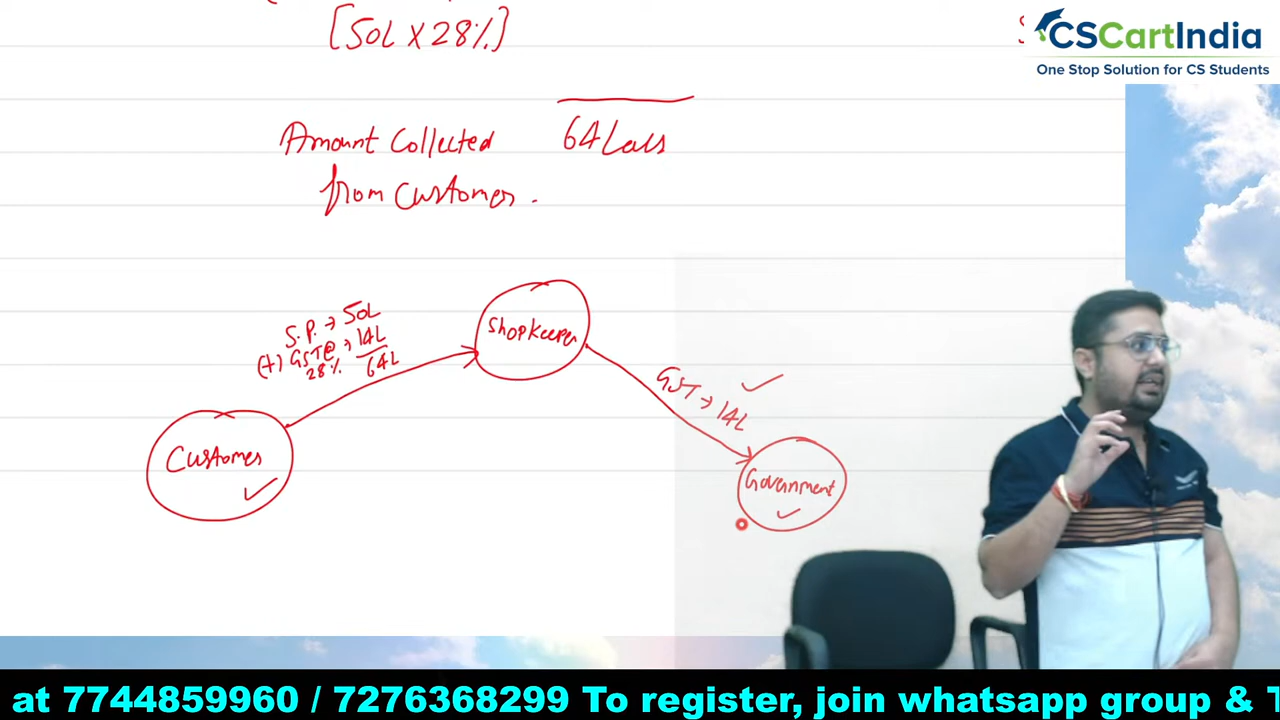 [50L X 28%]
CSCartIndia
One Stop Solution for CS Students
Amount Collected 64 Lacs
from Customer.
S.P. → 50L
(+) GST@ → 14L
28% 64L
Shopkeeper
GST → 14L
Customer
Government
at 7744859960 / 7276368299 To register, join whatsapp group & T